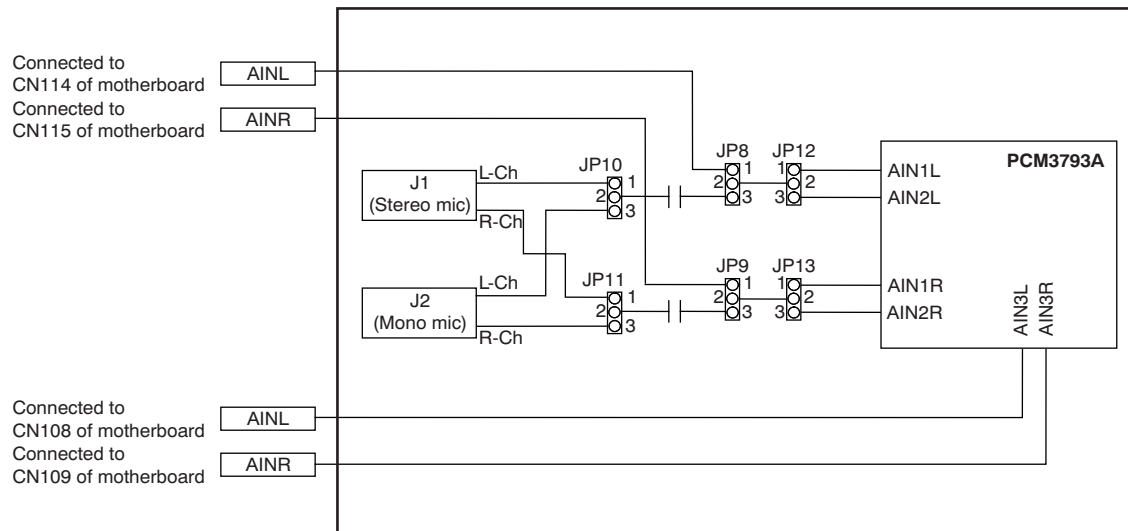 Connected to
CN114 of motherboard
AINL
Connected to
CN115 of motherboard
AINR
J1
(Stereo mic)
L-Ch
R-Ch
J2
(Mono mic)
L-Ch
R-Ch
JP10
1
2
3
JP11
1
2
3
JP8
1
2
3
JP12
1
2
3
JP9
1
2
3
JP13
1
2
3
PCM3793A
AIN1L
AIN2L
AIN1R
AIN2R
AIN3L
AIN3R
Connected to
CN108 of motherboard
AINL
Connected to
CN109 of motherboard
AINR